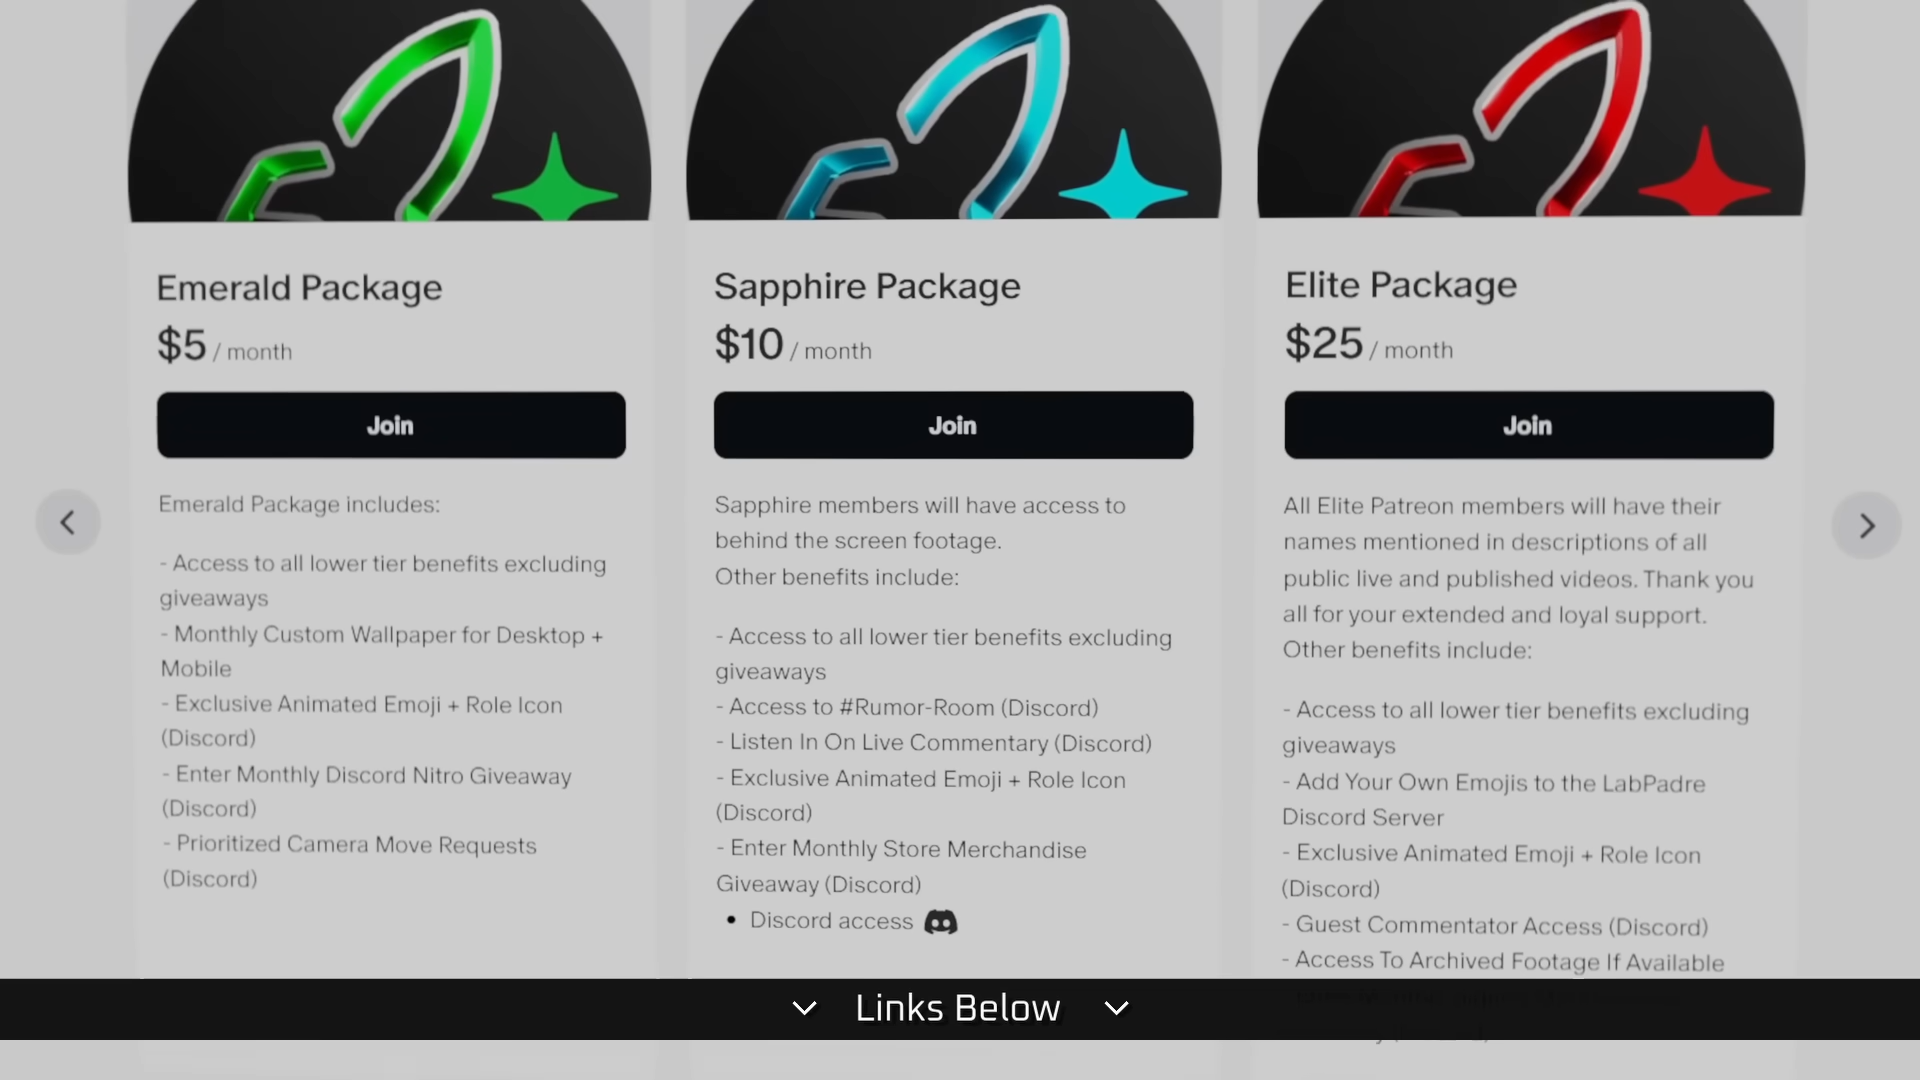 Emerald Package
$5 / month
Join
Emerald Package includes:
- Access to all lower tier benefits excluding
giveaways
- Monthly Custom Wallpaper for Desktop +
Mobile
- Exclusive Animated Emoji + Role Icon
(Discord)
- Enter Monthly Discord Nitro Giveaway
(Discord)
- Prioritized Camera Move Requests
(Discord)
Sapphire Package
$10 / month
Join
Sapphire members will have access to
behind the screen footage.
Other benefits include:
- Access to all lower tier benefits excluding
giveaways
- Access to #Rumor-Room (Discord)
- Listen In On Live Commentary (Discord)
- Exclusive Animated Emoji + Role Icon
(Discord)
- Enter Monthly Store Merchandise
Giveaway (Discord)
• Discord access
Elite Package
$25 / month
Join
All Elite Patreon members will have their
names mentioned in descriptions of all
public live and published videos. Thank you
all for your extended and loyal support.
Other benefits include:
- Access to all lower tier benefits excluding
giveaways
- Add Your Own Emojis to the LabPadre
Discord Server
- Exclusive Animated Emoji + Role Icon
(Discord)
- Guest Commentator Access (Discord)
- Access To Archived Footage If Available
Links Below